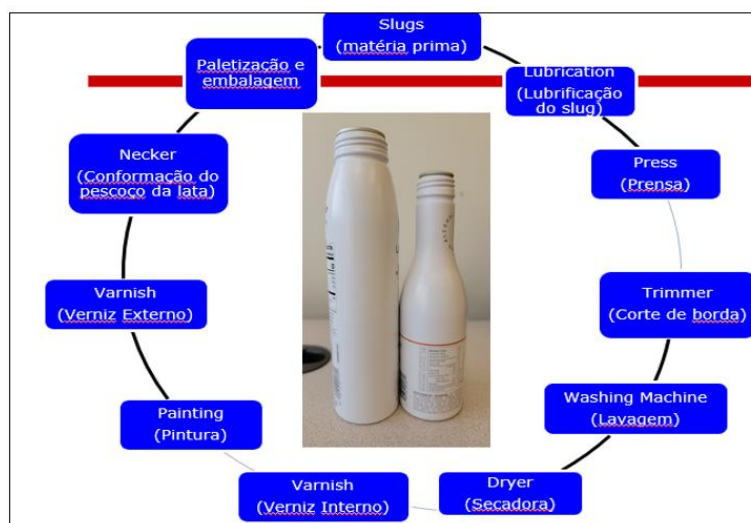 Slugs
(matéria prima)
Lubrication
(Lubrificação
do slug)
Press
(Prensa)
Trimmer
(Corte de borda)
Washing Machine
(Lavagem)
Dryer
(Secadora)
Varnish
(Verniz Interno)
Painting
(Pintura)
Varnish
(Verniz Externo)
Necker
(Conformação do
pescoço da lata)
Paletização e
embalagem